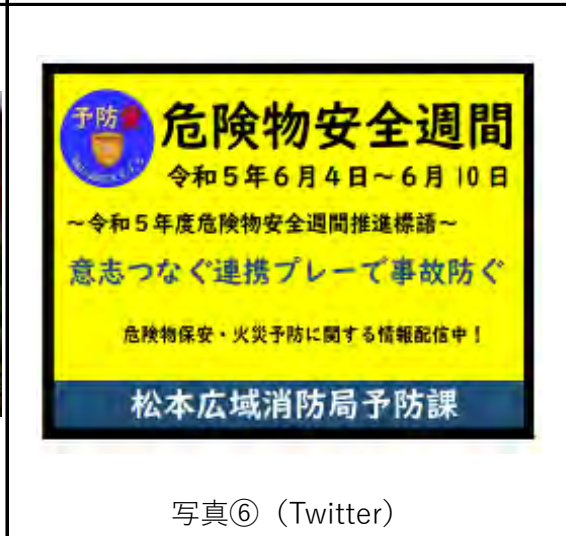 予防
危険物安全週間
令和5年6月4日～6月10日
～令和5年度危険物安全週間推進標語～
意志つなぐ連携プレーで事故防ぐ
危険物保安・火災予防に関する情報配信中！
松本広域消防局予防課
写真⑥（Twitter）